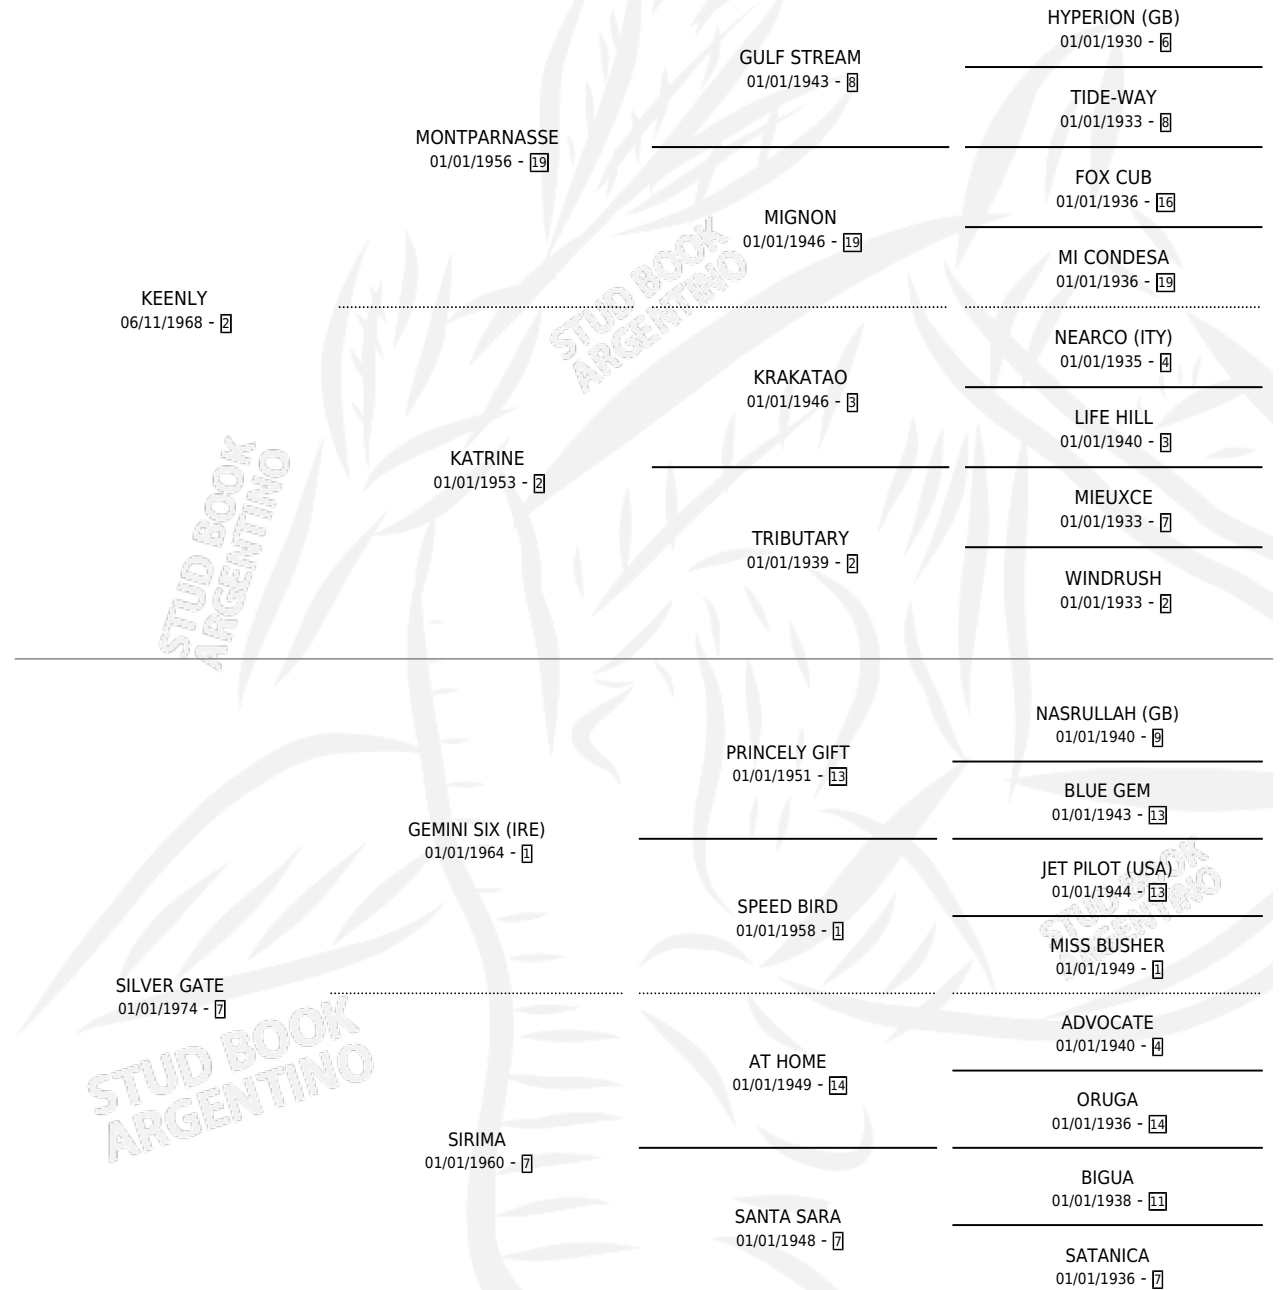 HYPERION (GB)
01/01/1930 - 6
GULF STREAM
01/01/1943 - 8
TIDE-WAY
01/01/1933 - 8
MONTPARNASSE
01/01/1956 - 19
FOX CUB
01/01/1936 - 16
MIGNON
01/01/1946 - 19
MI CONDESA
01/01/1936 - 19
KEENLY
06/11/1968 - 2
NEARCO (ITY)
01/01/1935 - 4
KRAKATAO
01/01/1946 - 3
LIFE HILL
01/01/1940 - 3
KATRINE
01/01/1953 - 2
MIEUXCE
01/01/1933 - 7
TRIBUTARY
01/01/1939 - 2
WINDRUSH
01/01/1933 - 2
STUD BOOK
ARGENTINO
STUD BOOK
ARGENTINO
NASRULLAH (GB)
01/01/1940 - 9
PRINCELY GIFT
01/01/1951 - 13
BLUE GEM
01/01/1943 - 13
GEMINI SIX (IRE)
01/01/1964 - 1
JET PILOT (USA)
01/01/1944 - 13
SPEED BIRD
01/01/1958 - 1
MISS BUSHER
01/01/1949 - 1
SILVER GATE
01/01/1974 - 7
ADVOCATE
01/01/1940 - 4
AT HOME
01/01/1949 - 14
ORUGA
01/01/1936 - 14
SIRIMA
01/01/1960 - 7
BIGUA
01/01/1938 - 11
SANTA SARA
01/01/1948 - 7
SATANICA
01/01/1936 - 7
STUD BOOK
ARGENTINO
STUD BOOK
ARGENTINO